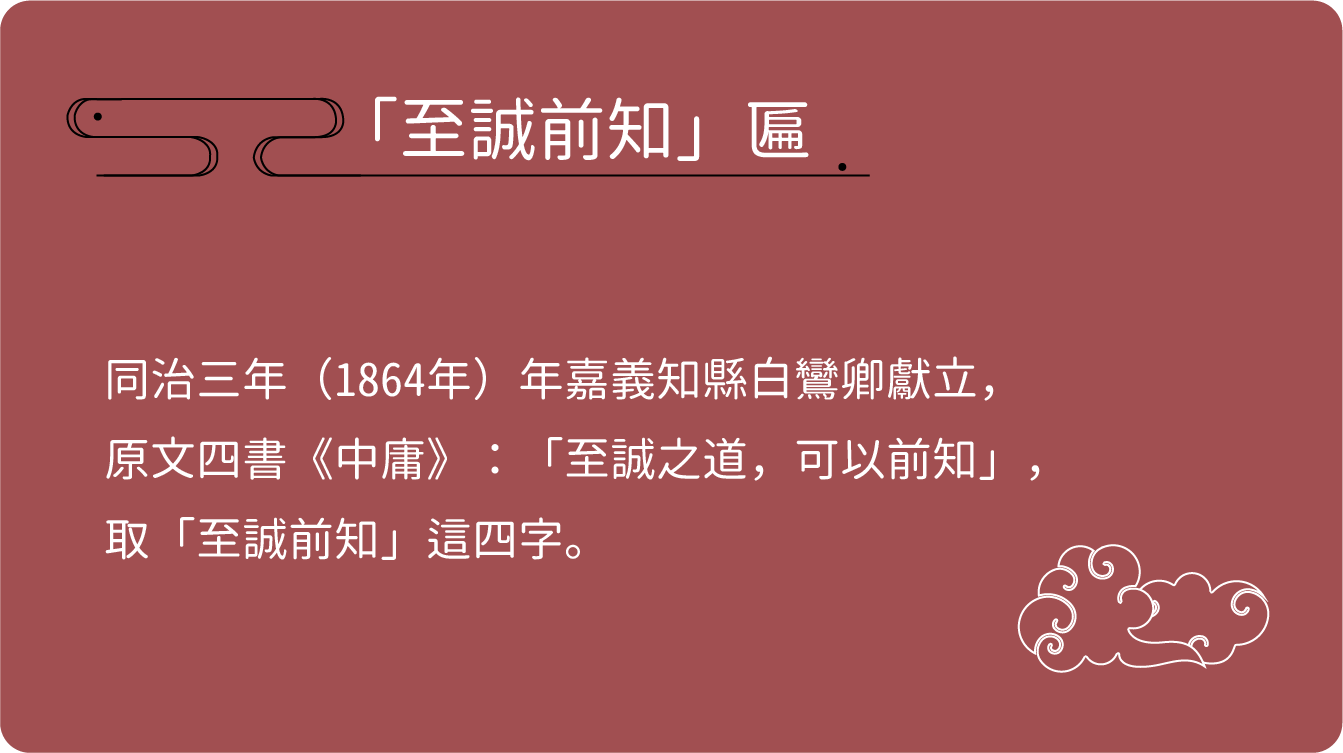 「至誠前知」匾
同治三年（1864年）年嘉義知縣白鸞卿獻立，
原文四書《中庸》：「至誠之道，可以前知」，
取「至誠前知」這四字。